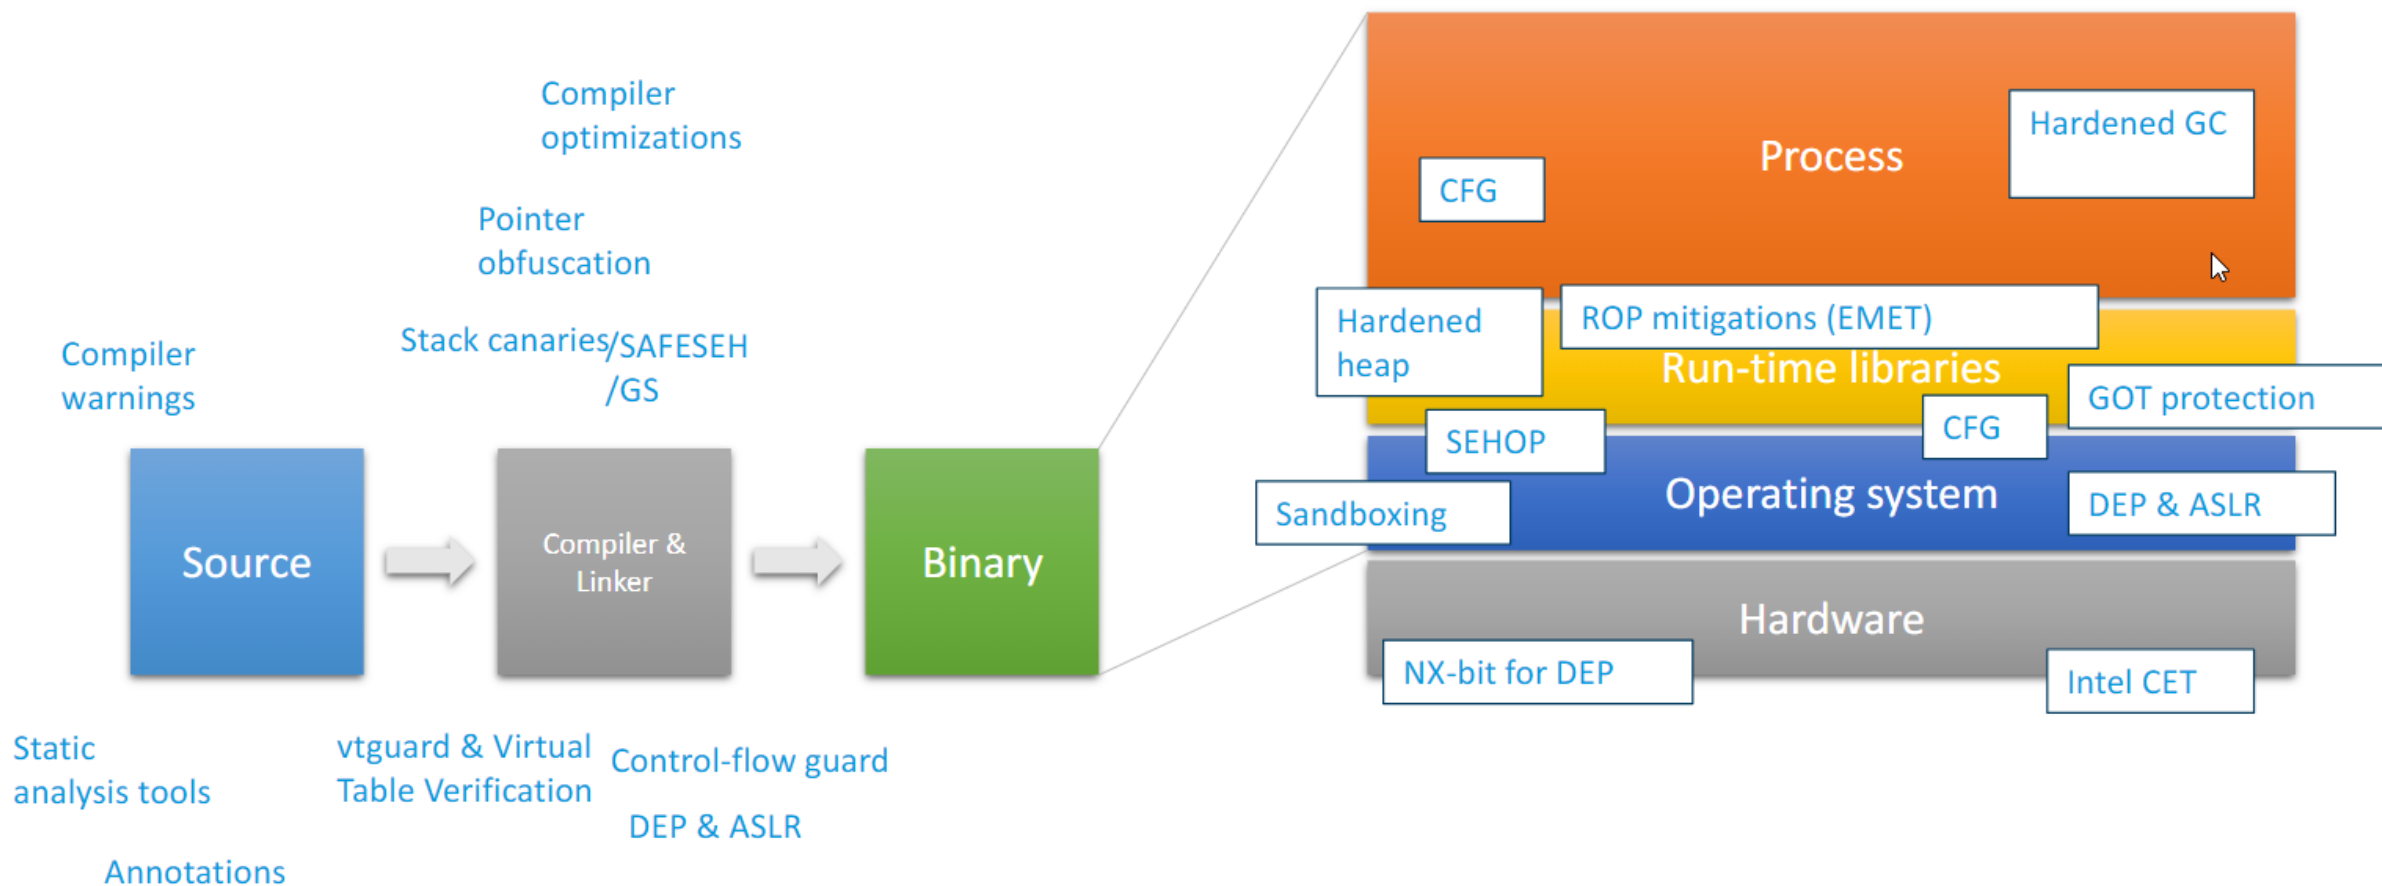 Compiler
optimizations
Pointer
obfuscation
Stack canaries/SAFESEH
/GS
Compiler
warnings
Source
Compiler &
Linker
Binary
Static
analysis tools
Annotations
vtguard & Virtual
Table Verification
Control-flow guard
DEP & ASLR
Process
Hardened GC
CFG
Hardened
heap
ROP mitigations (EMET)
Run-time libraries
GOT protection
CFG
SEHOP
Operating system
Sandboxing
DEP & ASLR
Hardware
NX-bit for DEP
Intel CET